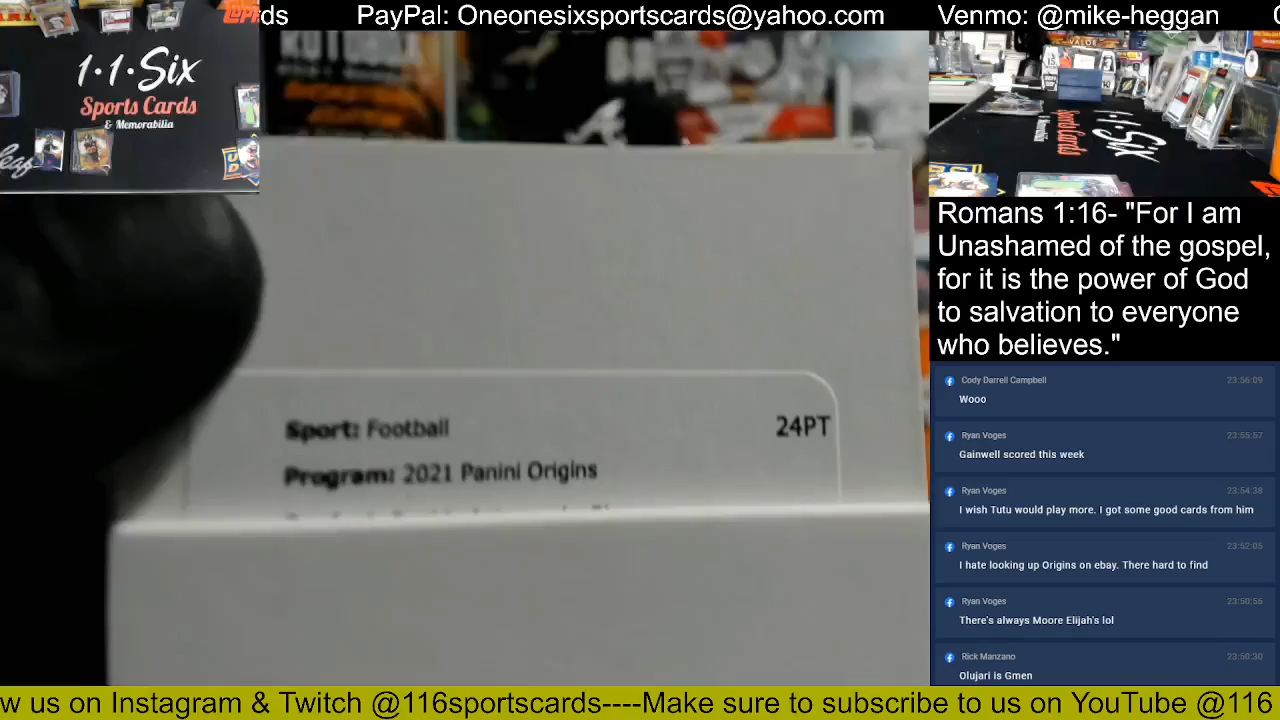 ds PayPal: Oneonesixsportscards@yahoo.com Venmo: @mike-heggan
1·1·Six
Sports Cards
& Memorabilia
Sport: Football 24PT
Program: 2021 Panini Origins
Romans 1:16- "For I am
Unashamed of the gospel,
for it is the power of God
to salvation to everyone
who believes."
Cody Darrell Campbell 23:56:09
Wooo
Ryan Voges 23:55:57
Gainwell scored this week
Ryan Voges 23:54:38
I wish Tutu would play more. I got some good cards from him
Ryan Voges 23:52:05
I hate looking up Origins on ebay. There hard to find
Ryan Voges 23:50:56
There's always Moore Elijah's lol
Rick Manzano 23:50:30
Olujari is Gmen
w us on Instagram & Twitch @116sportscards----Make sure to subscribe to us on YouTube @116